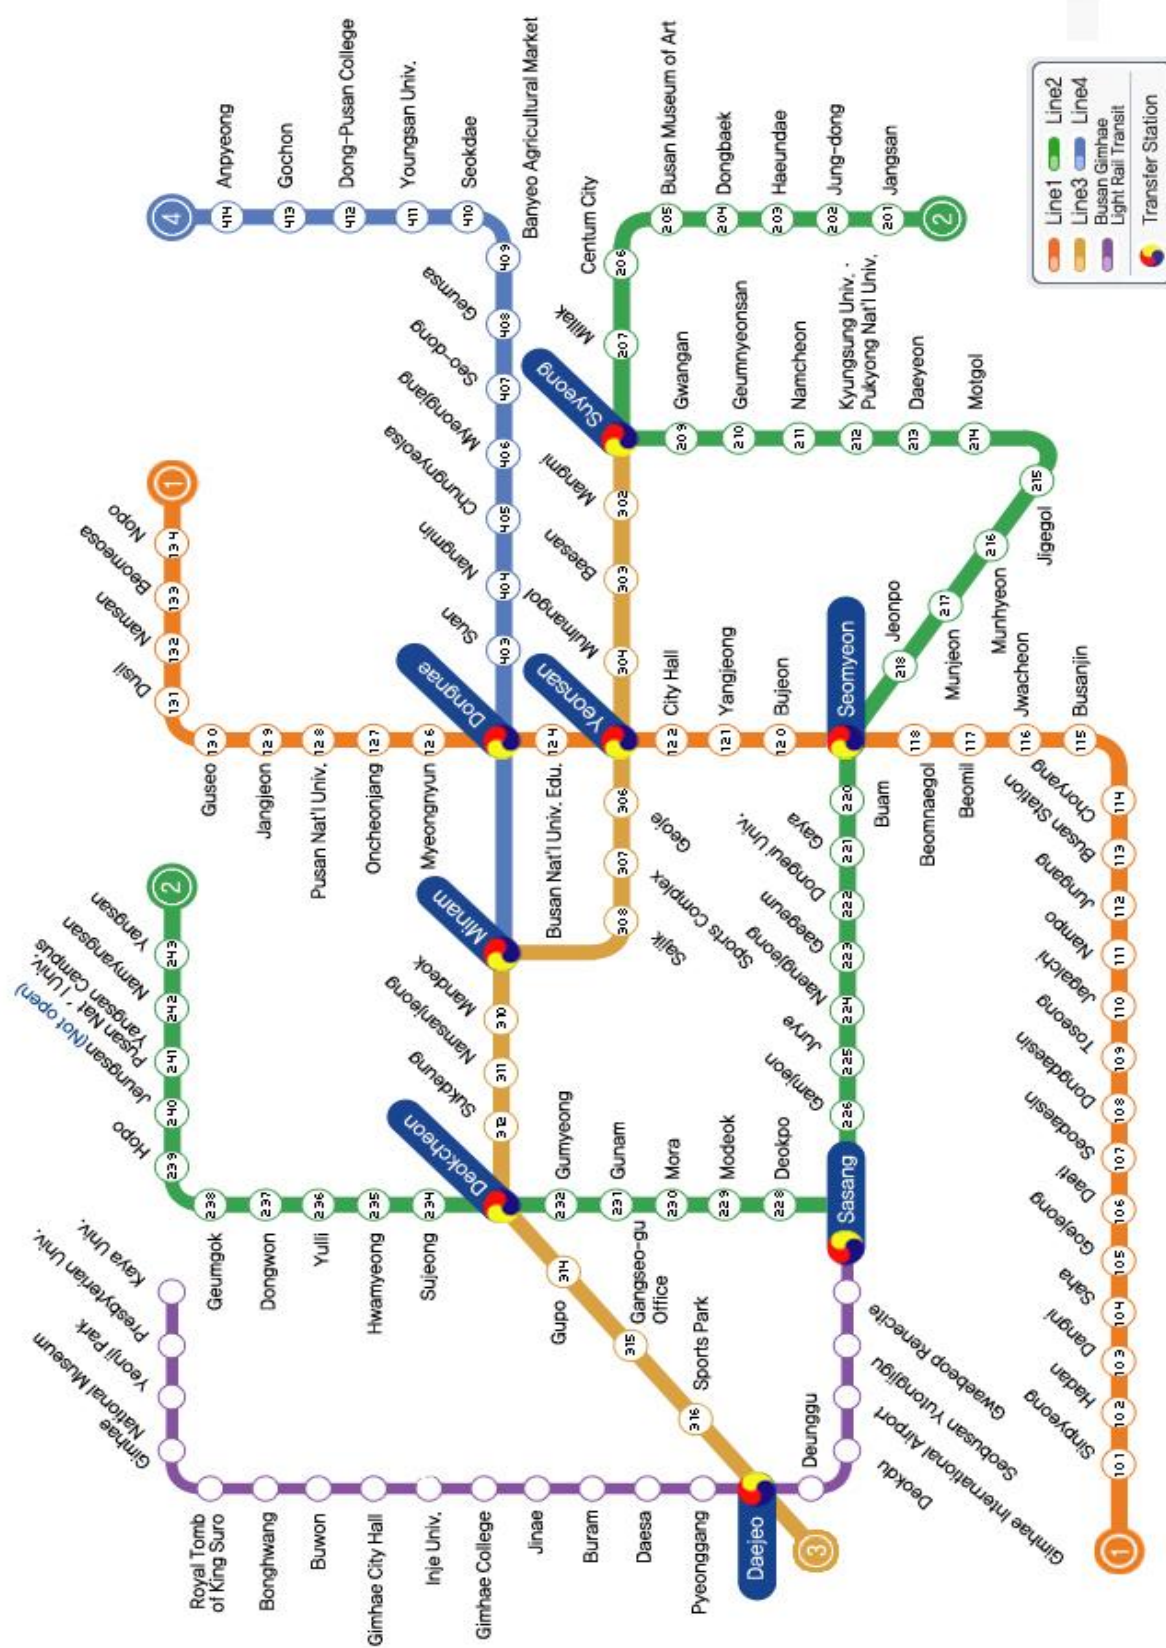 4
414 Anpyeong
413 Gochon
412 Dong-Pusan College
411 Youngsan Univ.
410 Seokdae
409 Banyeo Agricultural Market
408 Geumsa
407 Seo-dong
406 Myeongjang
405 Chungnyeolsa
404 Nangmin
403 Suan
Dongnae
Minam
1
134 Nopo
133 Beomeosa
132 Namsan
131 Dusil
130 Guseo
129 Jangjeon
128 Pusan Nat'l Univ.
127 Oncheonjang
126 Myeongnyun
124 Busan Nat'l Univ. Edu.
Yeonsan
122 City Hall
121 Yangjeong
120 Bujeon
Seomyeon
118 Beomnaegol
117 Beomil
116 Jwacheon
115 Busanjin
114 Choryang
113 Busan Station
112 Jungang
111 Nampo
110 Jagalchi
109 Toseong
108 Dongdaesin
107 Seodaesin
106 Daeti
105 Goejeong
104 Saha
103 Dangni
102 Hadan
101 Sinpyeong
1
2
243 Yangsan
242 Namyangsan
241 Pusan Nat´l Univ.
Yangsan Campus
240 Jeungsan(Not open)
239 Hopo
238 Geumgok
237 Dongwon
236 Yulli
235 Hwamyeong
234 Sujeong
Deokcheon
232 Gumyeong
231 Gunam
230 Mora
229 Modeok
228 Deokpo
Sasang
226 Gamjeon
225 Jurye
224 Naengjeong
223 Gaegeum
222 Dongeui Univ.
221 Gaya
220 Buam
218 Jeonpo
217 Munjeon
216 Munhyeon
215 Jigegol
214 Motgol
213 Daeyeon
212 Kyungsung Univ. ·
Pukyong Nat'l Univ.
211 Namcheon
210 Geumnyeonsan
209 Gwangan
Suyeong
207 Millak
206 Centum City
205 Busan Museum of Art
204 Dongbaek
203 Haeundae
202 Jung-dong
201 Jangsan
2
302 Mangmi
303 Baesan
304 Mulmangol
306 Geoje
307 Sports Complex
308 Sajik
310 Mandeok
311 Namsanjeong
312 Sukdeung
314 Gupo
315 Gangseo-gu
Office
316 Sports Park
Daejeo
3
Kaya Univ.
Presbyterian Univ.
Yeonji Park
Gimhae
National Museum
Royal Tomb
of King Suro
Bonghwang
Buwon
Gimhae City Hall
Inje Univ.
Gimhae College
Jinae
Buram
Daesa
Pyeonggang
Deunggu
Deokdu
Gimhae International Airport
Seobusan Yutongjigu
Gwaebeop Renecite
Line1 Line2
Line3 Line4
Busan Gimhae
Light Rail Transit
Transfer Station